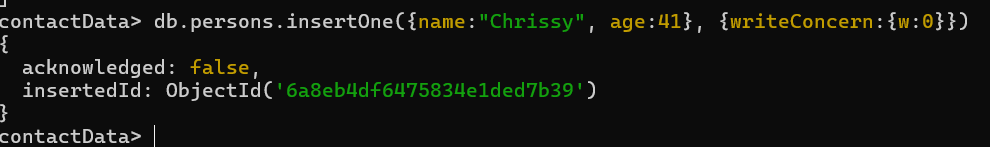 contactData> db.persons.insertOne({name:"Chrissy", age:41}, {writeConcern:{w:0}})
{
  acknowledged: false,
  insertedId: ObjectId('6a8eb4df6475834e1ded7b39')
}
contactData>